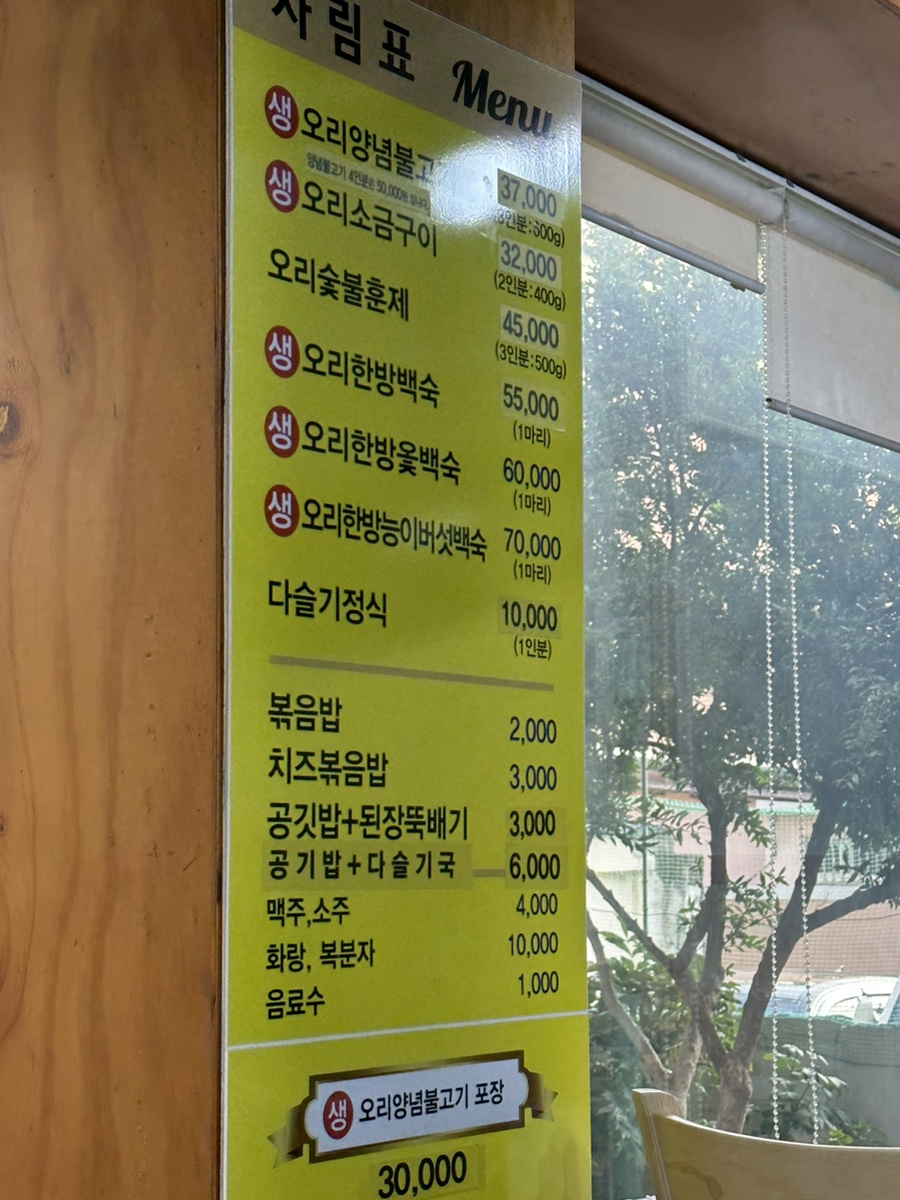 차림표 Menu
생 오리양념불고
37,000
양념불고기 4인분은 50,000원 입니다
생 오리소금구이
32,000
(2인분:400g)
오리숯불훈제 45,000
(3인분:500g)
생 오리한방백숙 55,000
(1마리)
생 오리한방옻백숙 60,000
(1마리)
생 오리한방능이버섯백숙 70,000
(1마리)
다슬기정식 10,000
(1인분)
볶음밥 2,000
치즈볶음밥 3,000
공깃밥+된장뚝배기 3,000
공기밥+다슬기국 6,000
맥주,소주 4,000
화랑, 복분자 10,000
음료수 1,000
생 오리양념불고기 포장
30,000